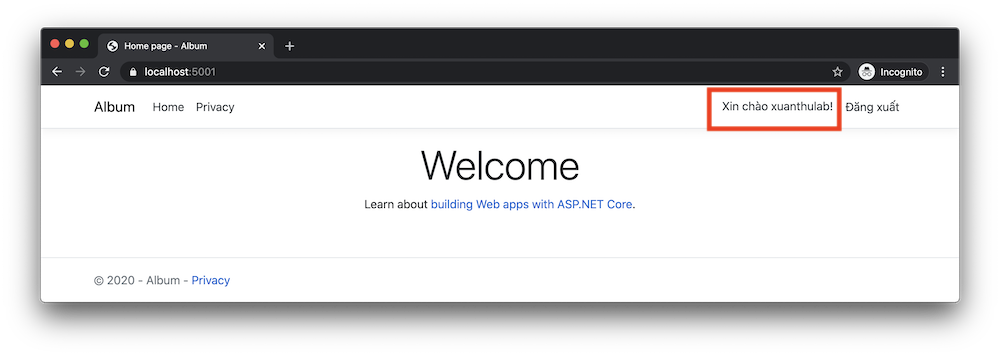 Home page - Album
localhost:5001
Incognito
Album Home Privacy Xin chào xuanthulab! Đăng xuất
Welcome
Learn about building Web apps with ASP.NET Core.
© 2020 - Album - Privacy